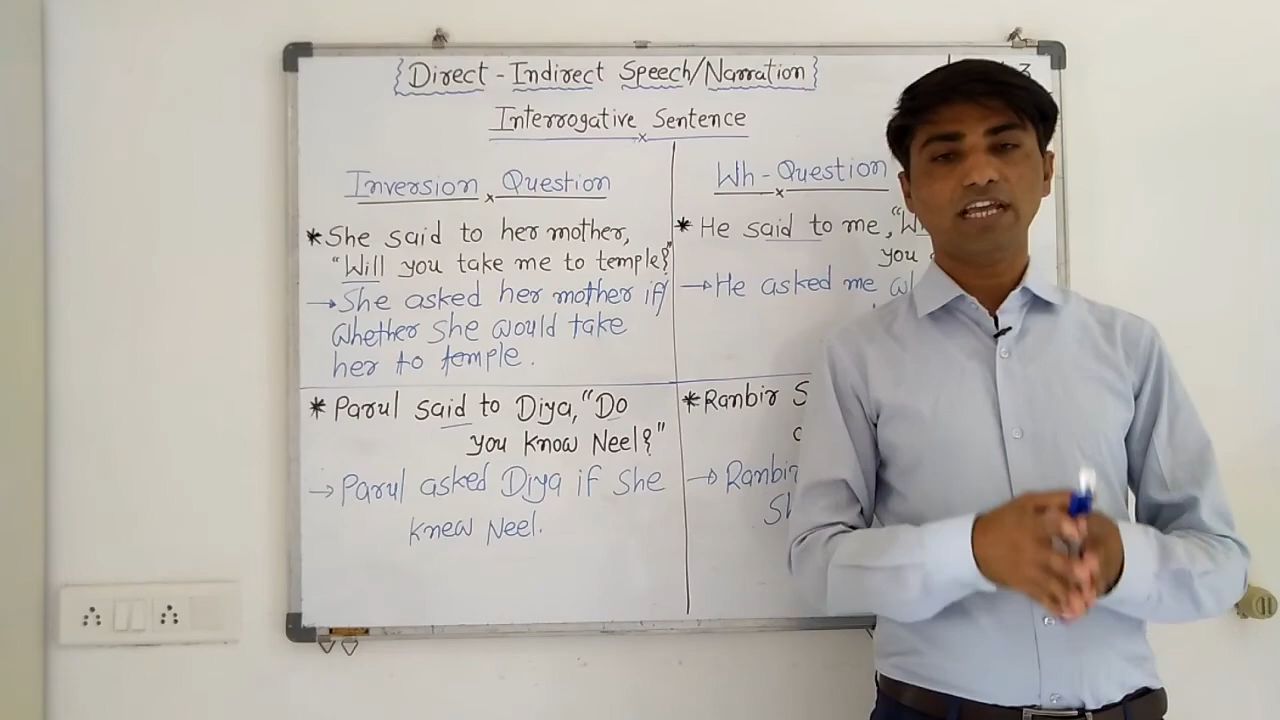 {Direct - Indirect Speech/Narration}
Interrogative Sentence
Inversion Question
* She said to her mother,
"Will you take me to temple?"
→ She asked her mother if/
whether she would take
her to temple.
* Parul said to Diya, "Do
you know Neel?"
→ Parul asked Diya if she
knew Neel.
Wh - Question
* He said to me, "
you
→ He asked me
* Ranbir
→ Ranbir